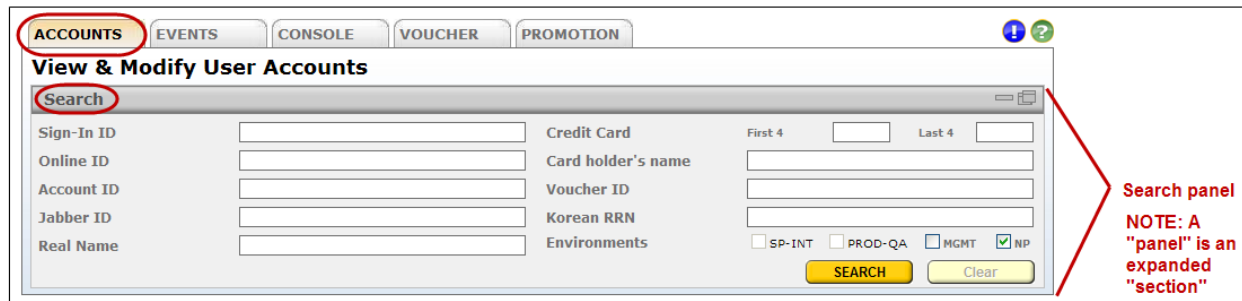 ACCOUNTS EVENTS CONSOLE VOUCHER PROMOTION ! ?
View & Modify User Accounts
Search
Sign-In ID Credit Card First 4 Last 4
Online ID Card holder's name
Account ID Voucher ID
Jabber ID Korean RRN
Real Name Environments SP-INT PROD-QA MGMT NP
SEARCH Clear
Search panel
NOTE: A
"panel" is an
expanded
"section"